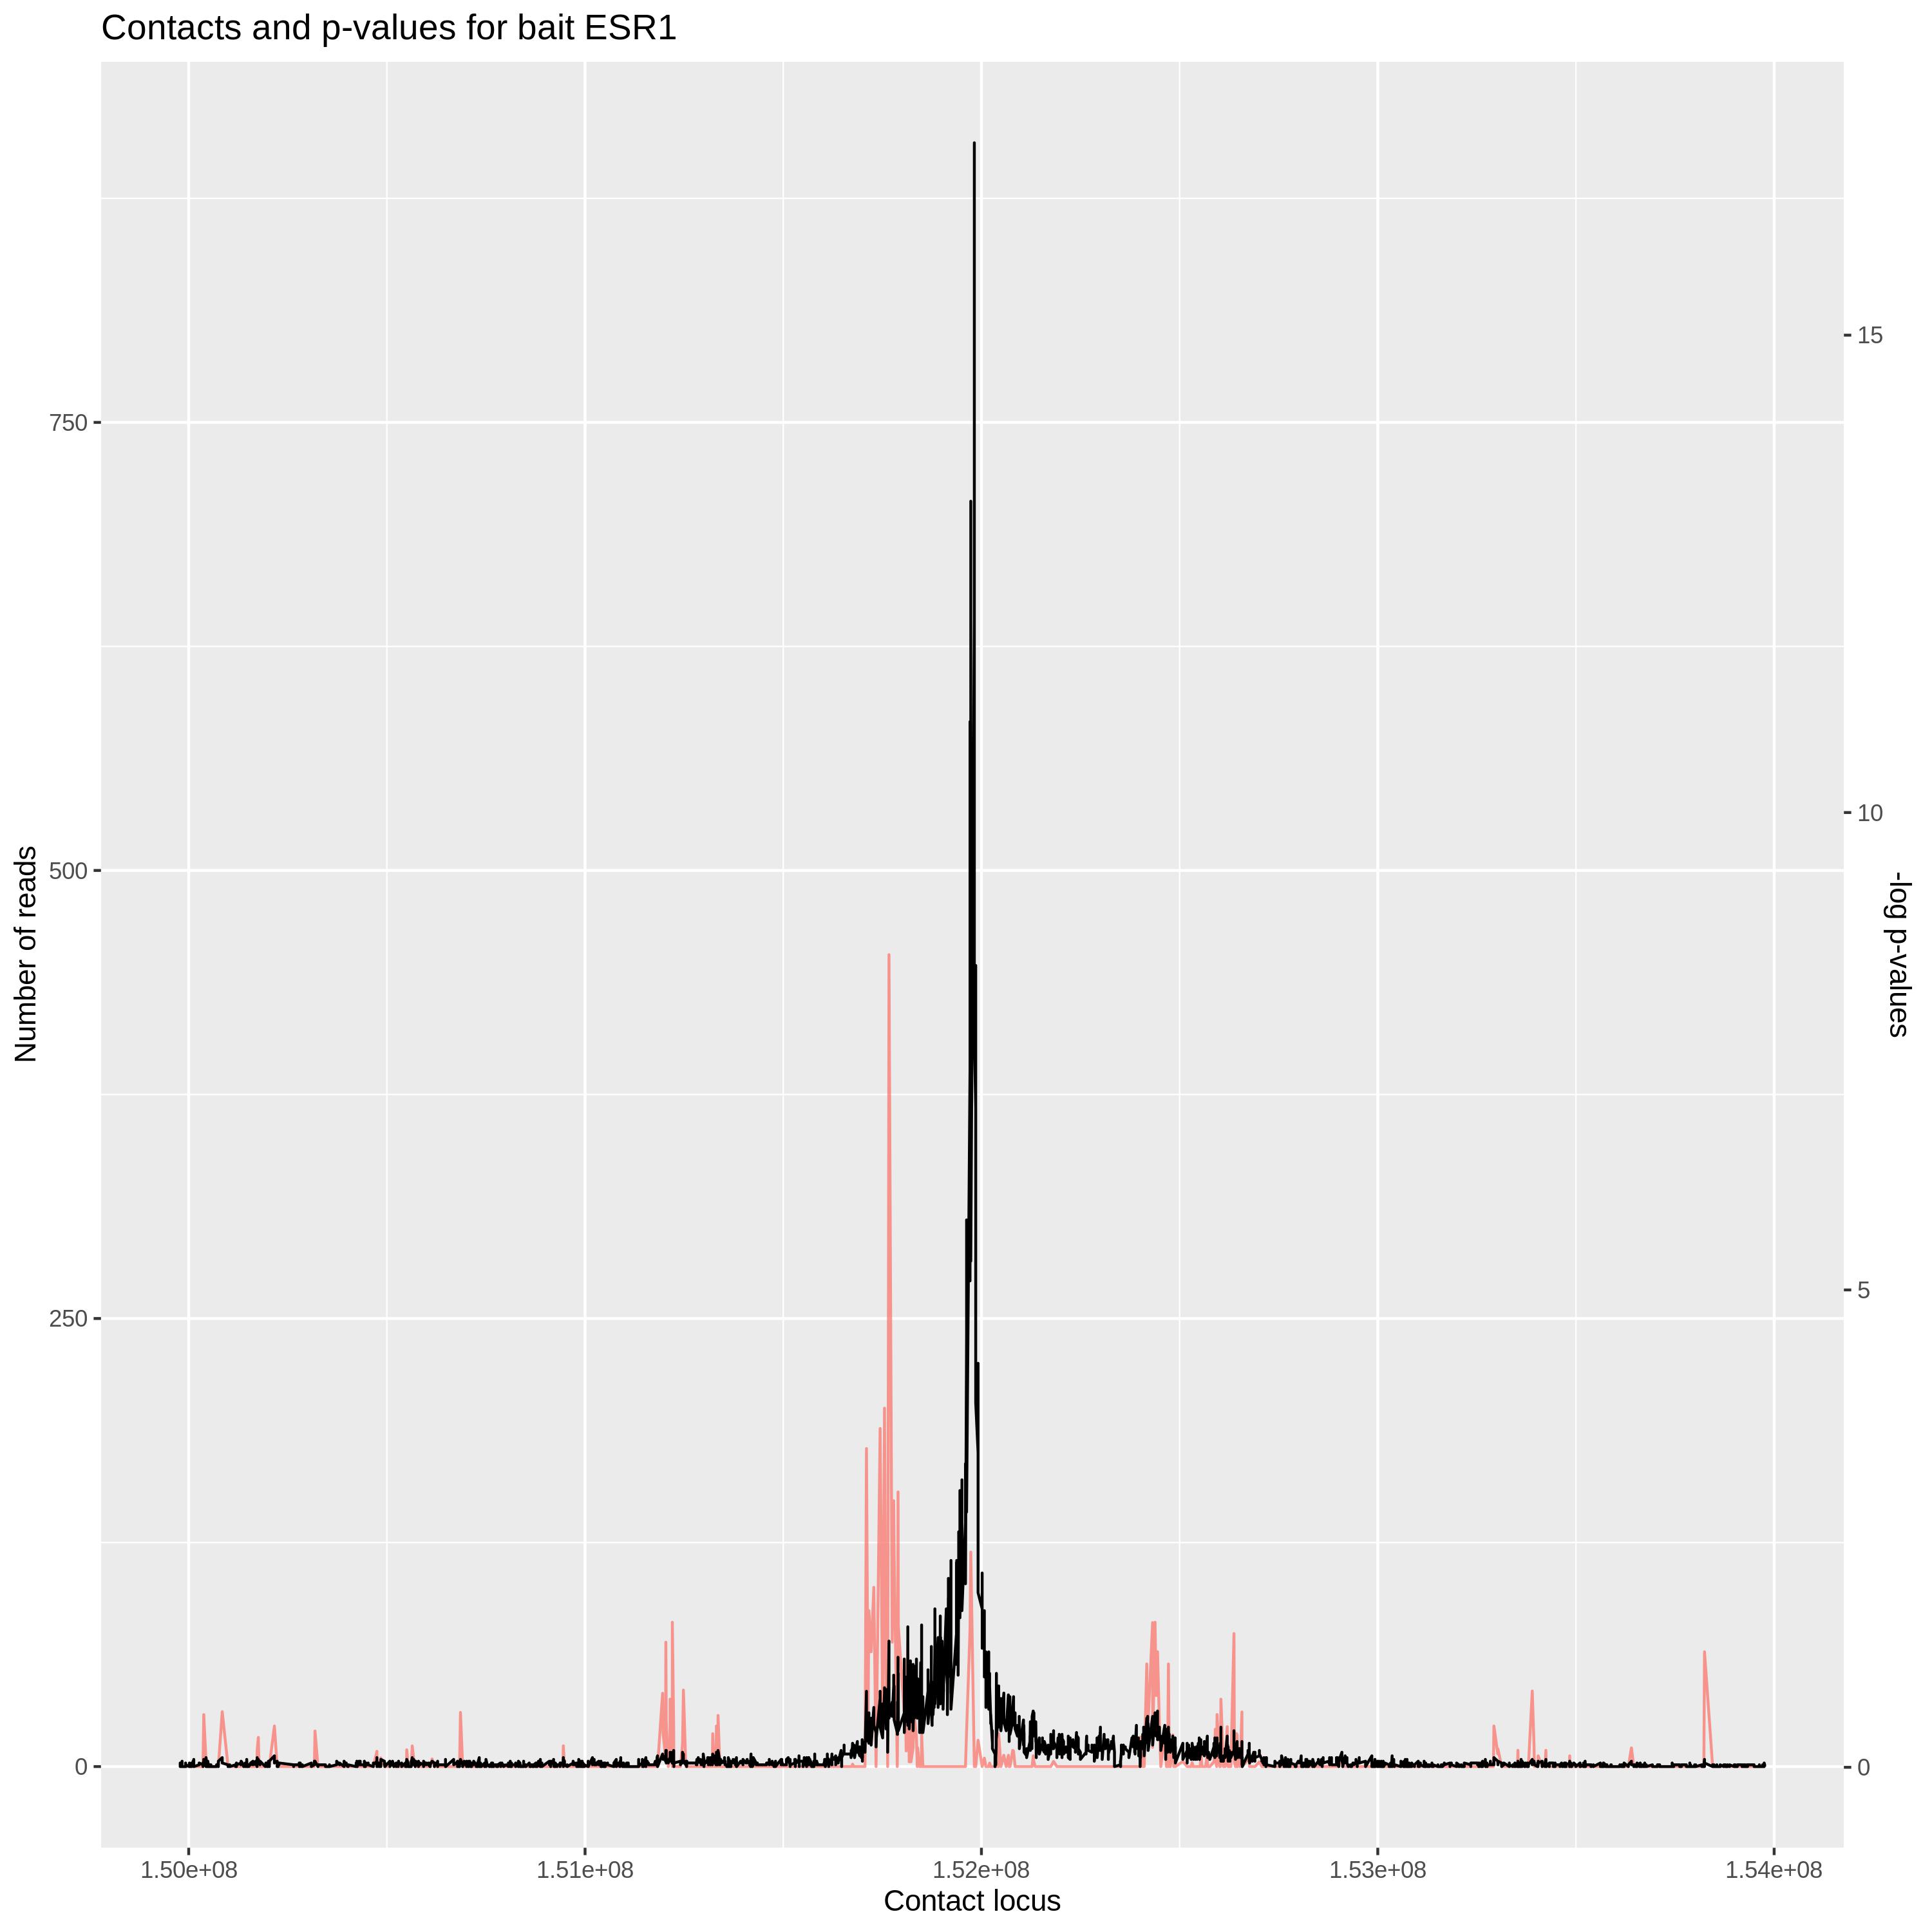 Contacts and p-values for bait ESR1
Number of reads
750
500
250
0
15
10
5
0
-log p-values
1.50e+08 1.51e+08 1.52e+08 1.53e+08 1.54e+08
Contact locus